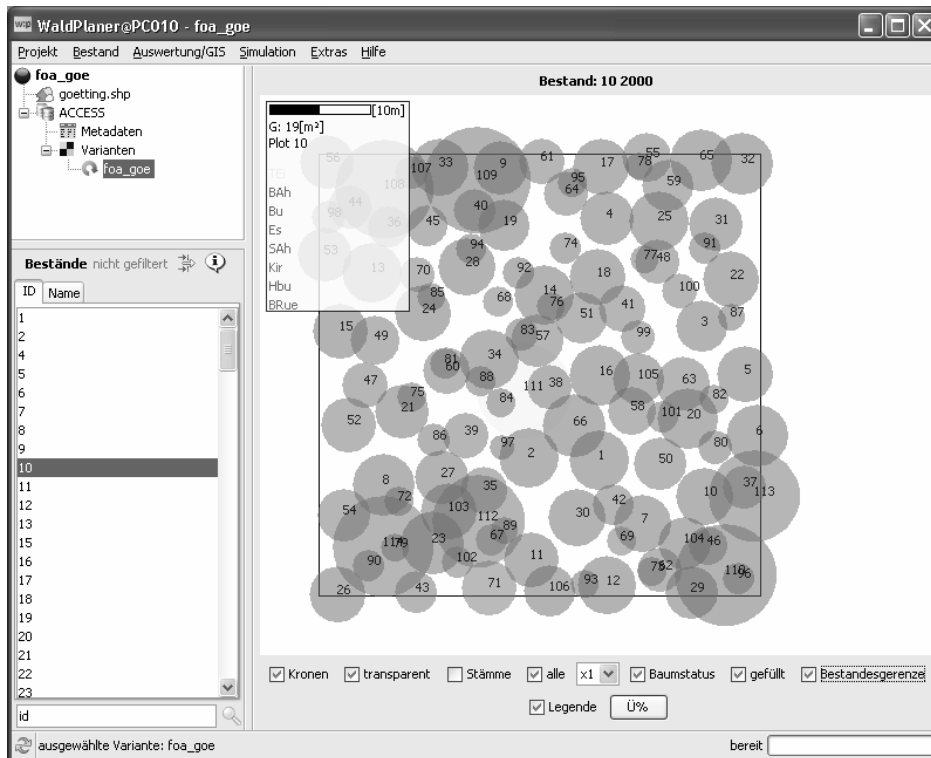 w:p WaldPlaner@PC010 - foa_goe
Projekt Bestand Auswertung/GIS Simulation Extras Hilfe
foa_goe
goetting.shp
ACCESS
Metadaten
Varianten
foa_goe
Bestände nicht gefiltert
ID Name
1
2
4
5
6
7
8
9
10
11
12
13
15
16
17
18
19
20
21
22
23
id
Bestand: 10 2000
[10m]
G: 19[m²]
Plot 10
TEi
BAh
Bu
Es
SAh
Kir
Hbu
BRue
56 107 33 9 61 17 78 55 65 32
108 109 95 64 59
98 44 36 45 40 19 4 25 31
53 94 28 74 77 48 91
13 70 92 18 22
85 24 68 14 76 51 41 100 87
15 49 83 57 99 3
34
81 60 88 111 38 16 105 63 5
47 75 21 84 58 101 20 82
52 86 39 97 66 80 6
2 1 50
8 27 35 37 113
72 103 112 42 10
54 23 89 67 30 7 69 104 46
114 79 102 11
90 75 62 110 96
26 43 71 106 93 12 29
Kronen transparent Stämme alle x1 Baumstatus gefüllt Bestandesgerenze
Legende Ü%
ausgewählte Variante: foa_goe bereit